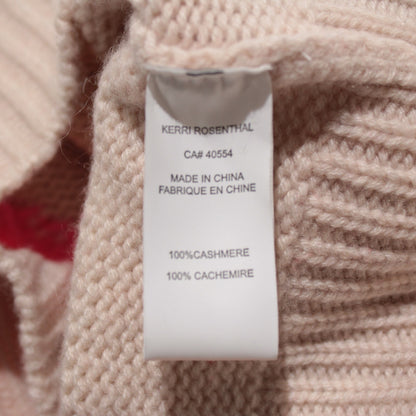 KERRI ROSENTHAL
CA# 40554
MADE IN CHINA
FABRIQUE EN CHINE
100%CASHMERE
100% CACHEMIRE